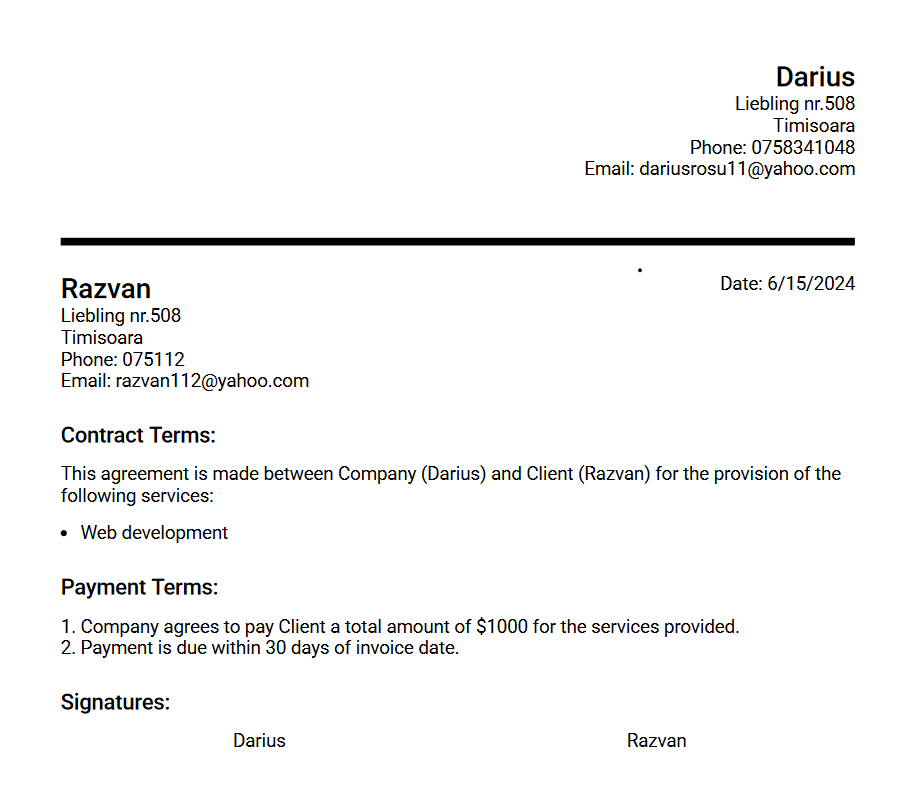 Darius
Liebling nr.508
Timisoara
Phone: 0758341048
Email: dariusrosu11@yahoo.com
Razvan
Date: 6/15/2024
Liebling nr.508
Timisoara
Phone: 075112
Email: razvan112@yahoo.com
Contract Terms:
This agreement is made between Company (Darius) and Client (Razvan) for the provision of the
following services:
• Web development
Payment Terms:
1. Company agrees to pay Client a total amount of $1000 for the services provided.
2. Payment is due within 30 days of invoice date.
Signatures:
Darius Razvan